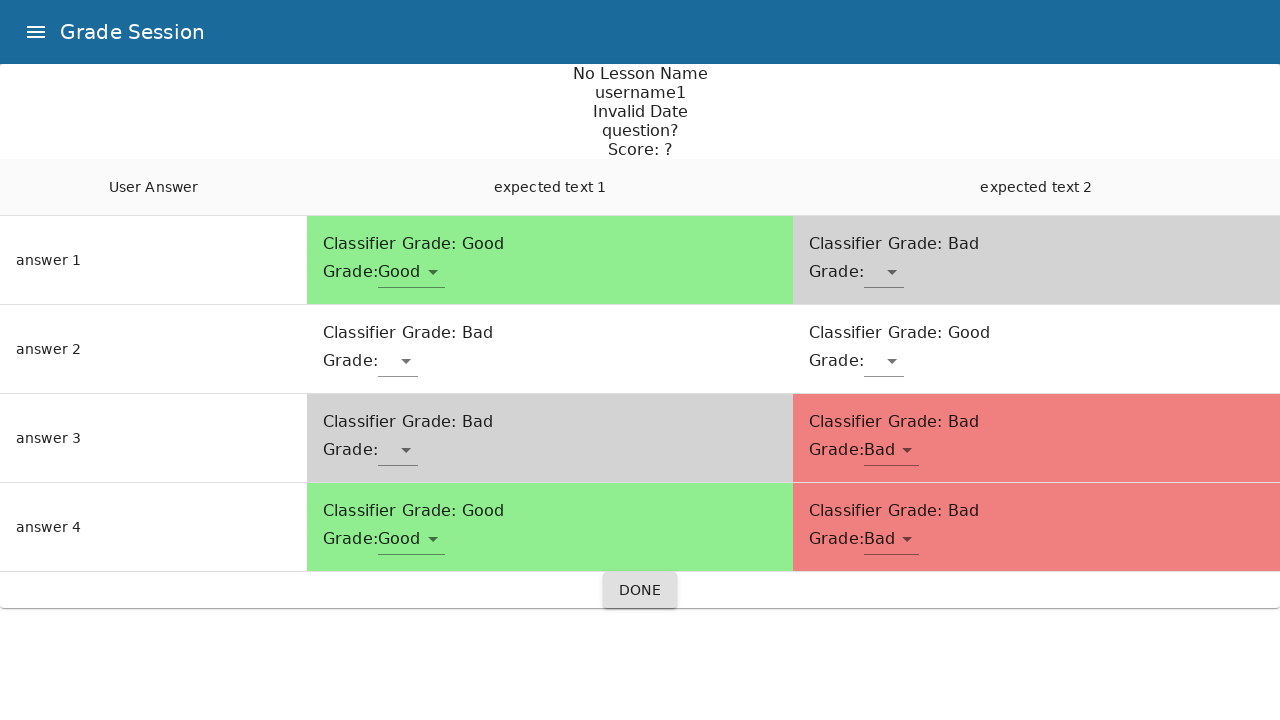 Grade Session
No Lesson Name
username1
Invalid Date
question?
Score: ?
User Answer
expected text 1
expected text 2
answer 1
Classifier Grade: Good
Grade:Good
Classifier Grade: Bad
Grade:
answer 2
Classifier Grade: Bad
Grade:
Classifier Grade: Good
Grade:
answer 3
Classifier Grade: Bad
Grade:
Classifier Grade: Bad
Grade:Bad
answer 4
Classifier Grade: Good
Grade:Good
Classifier Grade: Bad
Grade:Bad
DONE